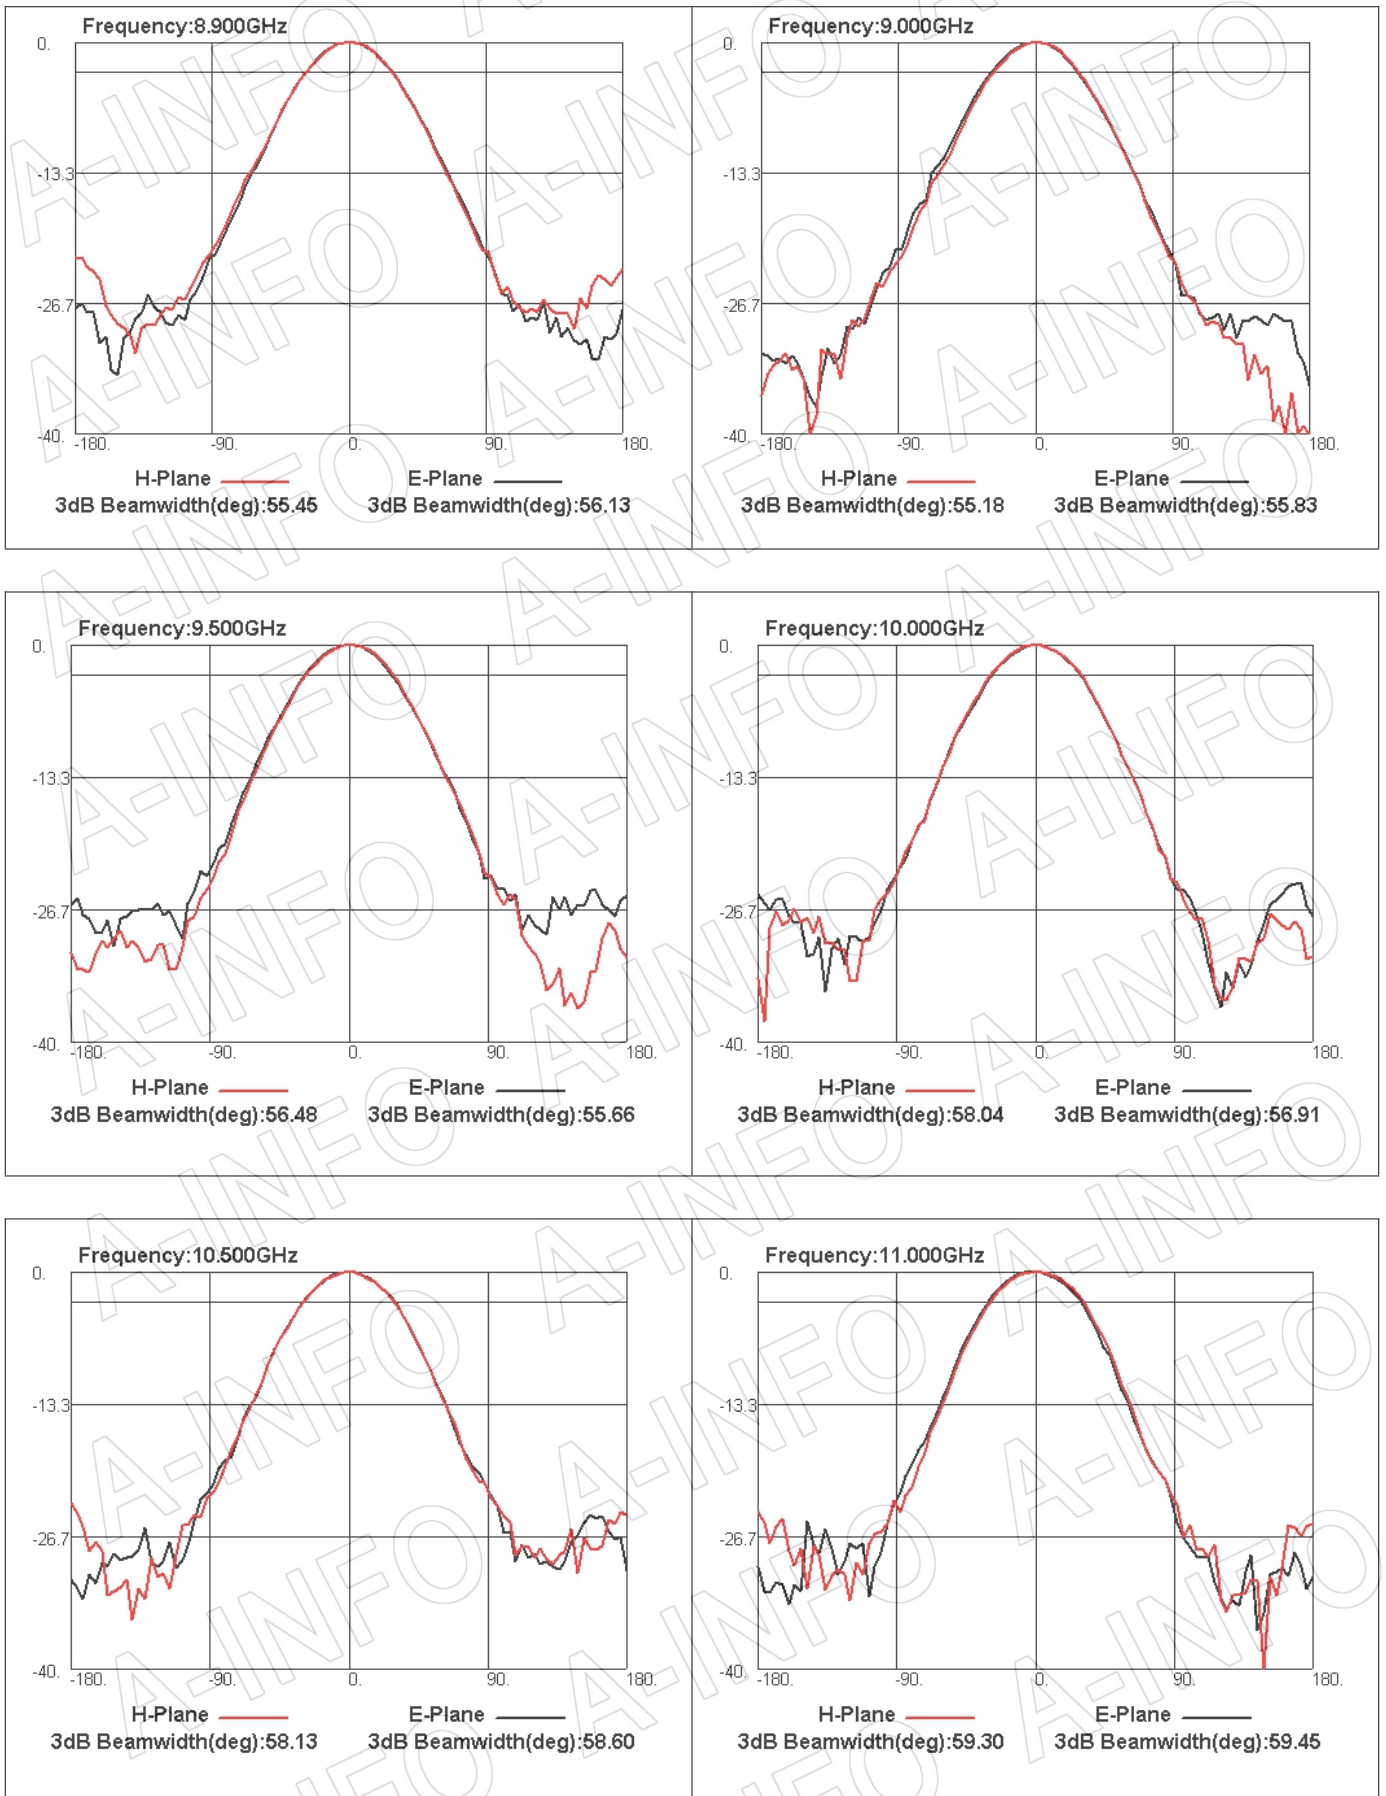 Frequency:8.900GHz
0.
-13.3
-26.7
-40.
-180. -90. 0. 90. 180.
H-Plane E-Plane
3dB Beamwidth(deg):55.45 3dB Beamwidth(deg):56.13
Frequency:9.000GHz
0.
-13.3
-26.7
-40.
-180. -90. 0. 90. 180.
H-Plane E-Plane
3dB Beamwidth(deg):55.18 3dB Beamwidth(deg):55.83
Frequency:9.500GHz
0.
-13.3
-26.7
-40.
-180. -90. 0. 90. 180.
H-Plane E-Plane
3dB Beamwidth(deg):56.48 3dB Beamwidth(deg):55.66
Frequency:10.000GHz
0.
-13.3
-26.7
-40.
-180. -90. 0. 90. 180.
H-Plane E-Plane
3dB Beamwidth(deg):58.04 3dB Beamwidth(deg):56.91
Frequency:10.500GHz
0.
-13.3
-26.7
-40.
-180. -90. 0. 90. 180.
H-Plane E-Plane
3dB Beamwidth(deg):58.13 3dB Beamwidth(deg):58.60
Frequency:11.000GHz
0.
-13.3
-26.7
-40.
-180. -90. 0. 90. 180.
H-Plane E-Plane
3dB Beamwidth(deg):59.30 3dB Beamwidth(deg):59.45
A-INFO